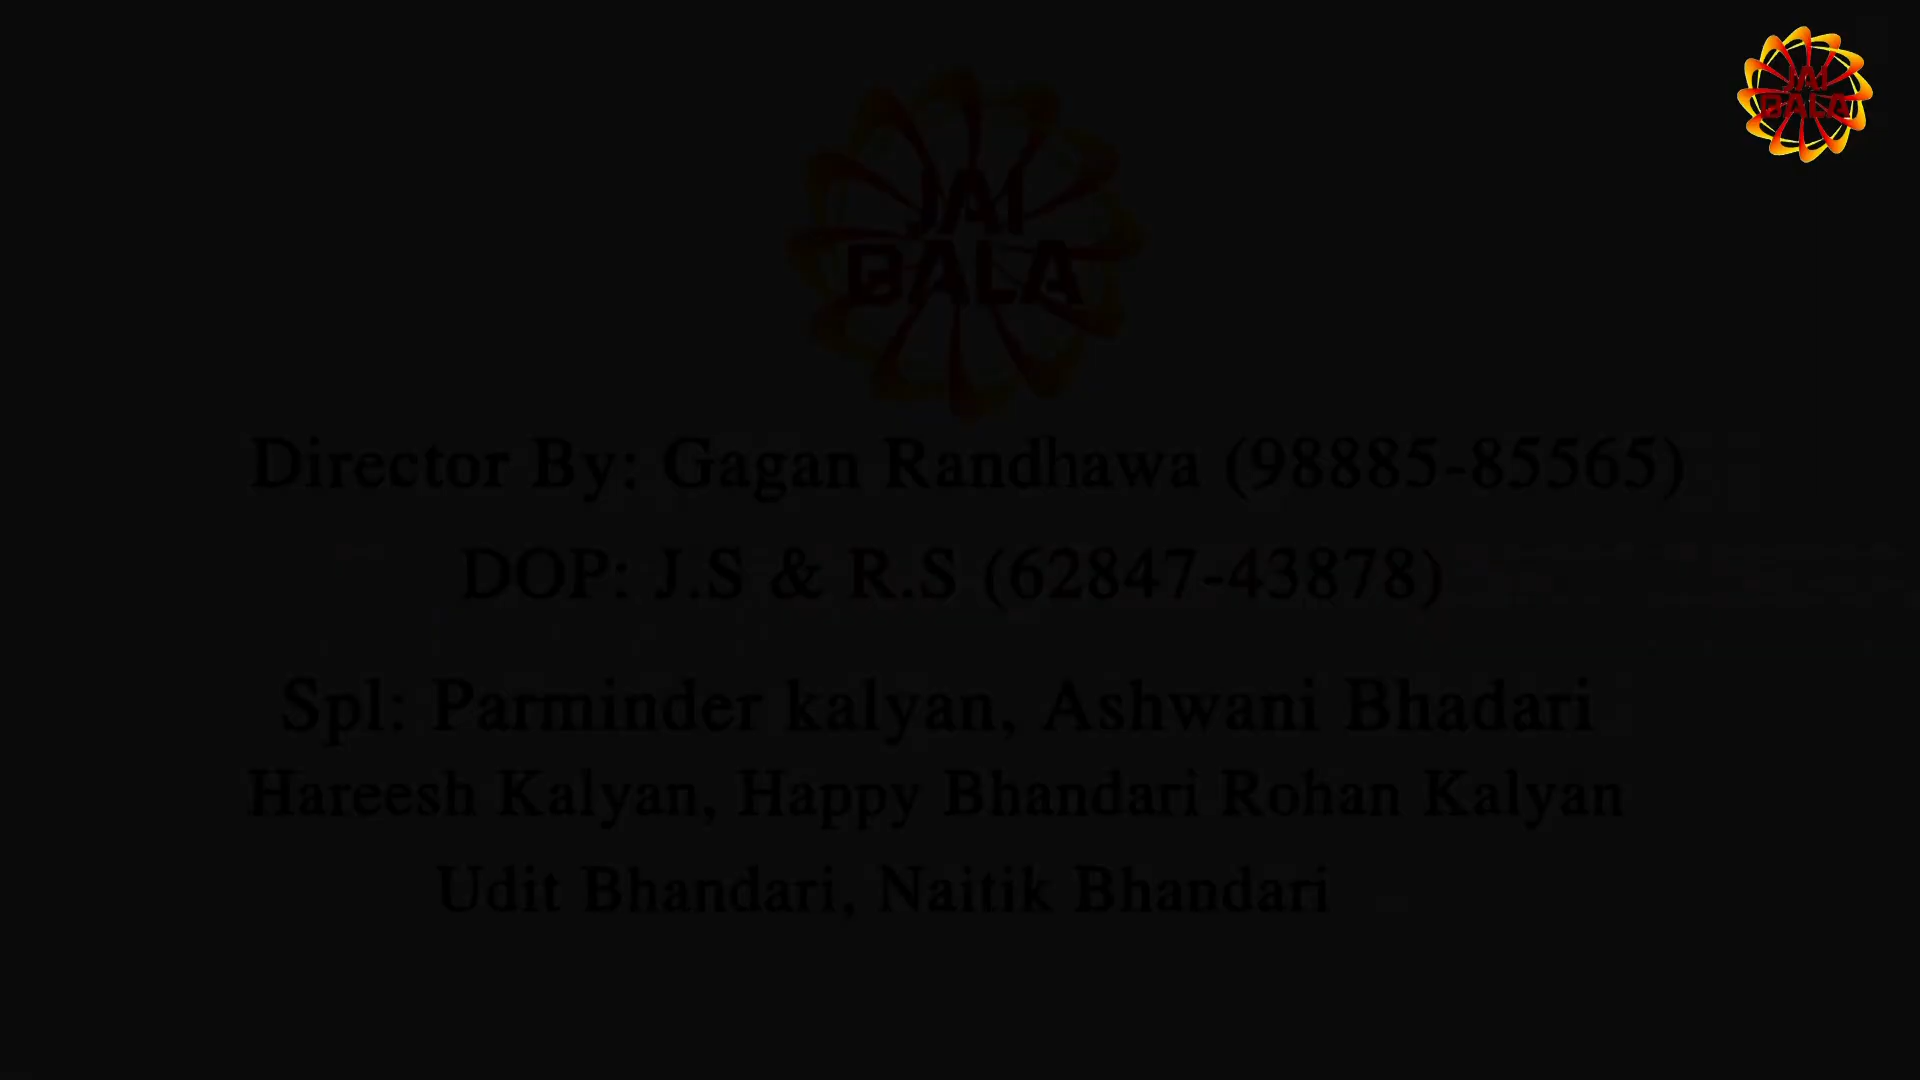 JAI
BALA
JAI
BALA
Director By: Gagan Randhawa (98885-85565)
DOP: J.S & R.S (62847-43878)
Spl: Parminder kalyan, Ashwani Bhadari
Hareesh Kalyan, Happy Bhandari Rohan Kalyan
Udit Bhandari, Naitik Bhandari